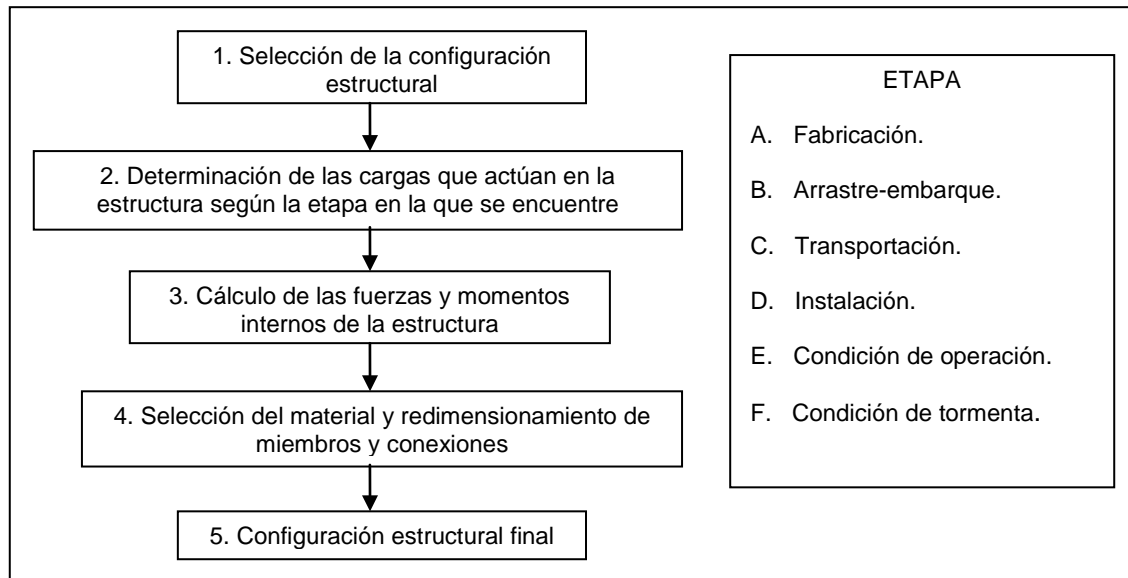 1. Selección de la configuración
estructural
2. Determinación de las cargas que actúan en la
estructura según la etapa en la que se encuentre
3. Cálculo de las fuerzas y momentos
internos de la estructura
4. Selección del material y redimensionamiento de
miembros y conexiones
5. Configuración estructural final
ETAPA
A. Fabricación.
B. Arrastre-embarque.
C. Transportación.
D. Instalación.
E. Condición de operación.
F. Condición de tormenta.